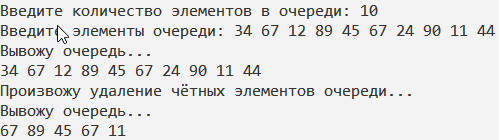 Введите количество элементов в очереди: 10
Введите элементы очереди: 34 67 12 89 45 67 24 90 11 44
Вывожу очередь...
34 67 12 89 45 67 24 90 11 44
Произвожу удаление чётных элементов очереди...
Вывожу очередь...
67 89 45 67 11